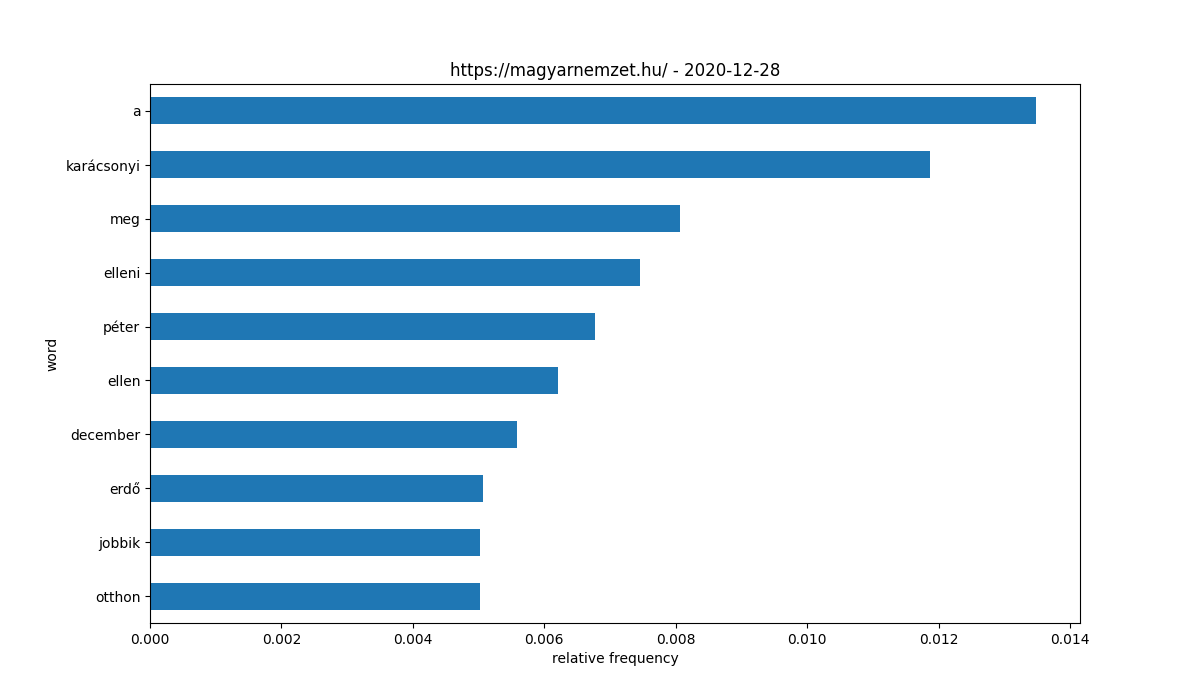 https://magyarnemzet.hu/ - 2020-12-28
word
a
karácsonyi
meg
elleni
péter
ellen
december
erdő
jobbik
otthon
0.000 0.002 0.004 0.006 0.008 0.010 0.012 0.014
relative frequency